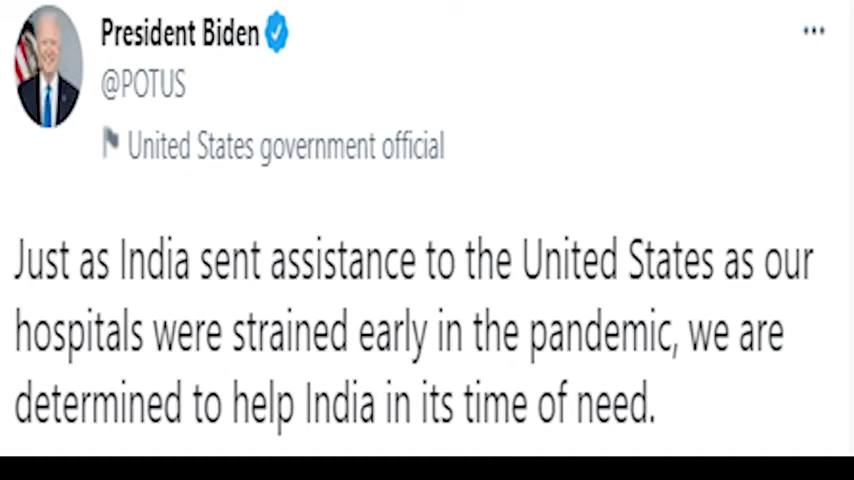 President Biden
@POTUS
United States government official
Just as India sent assistance to the United States as our
hospitals were strained early in the pandemic, we are
determined to help India in its time of need.